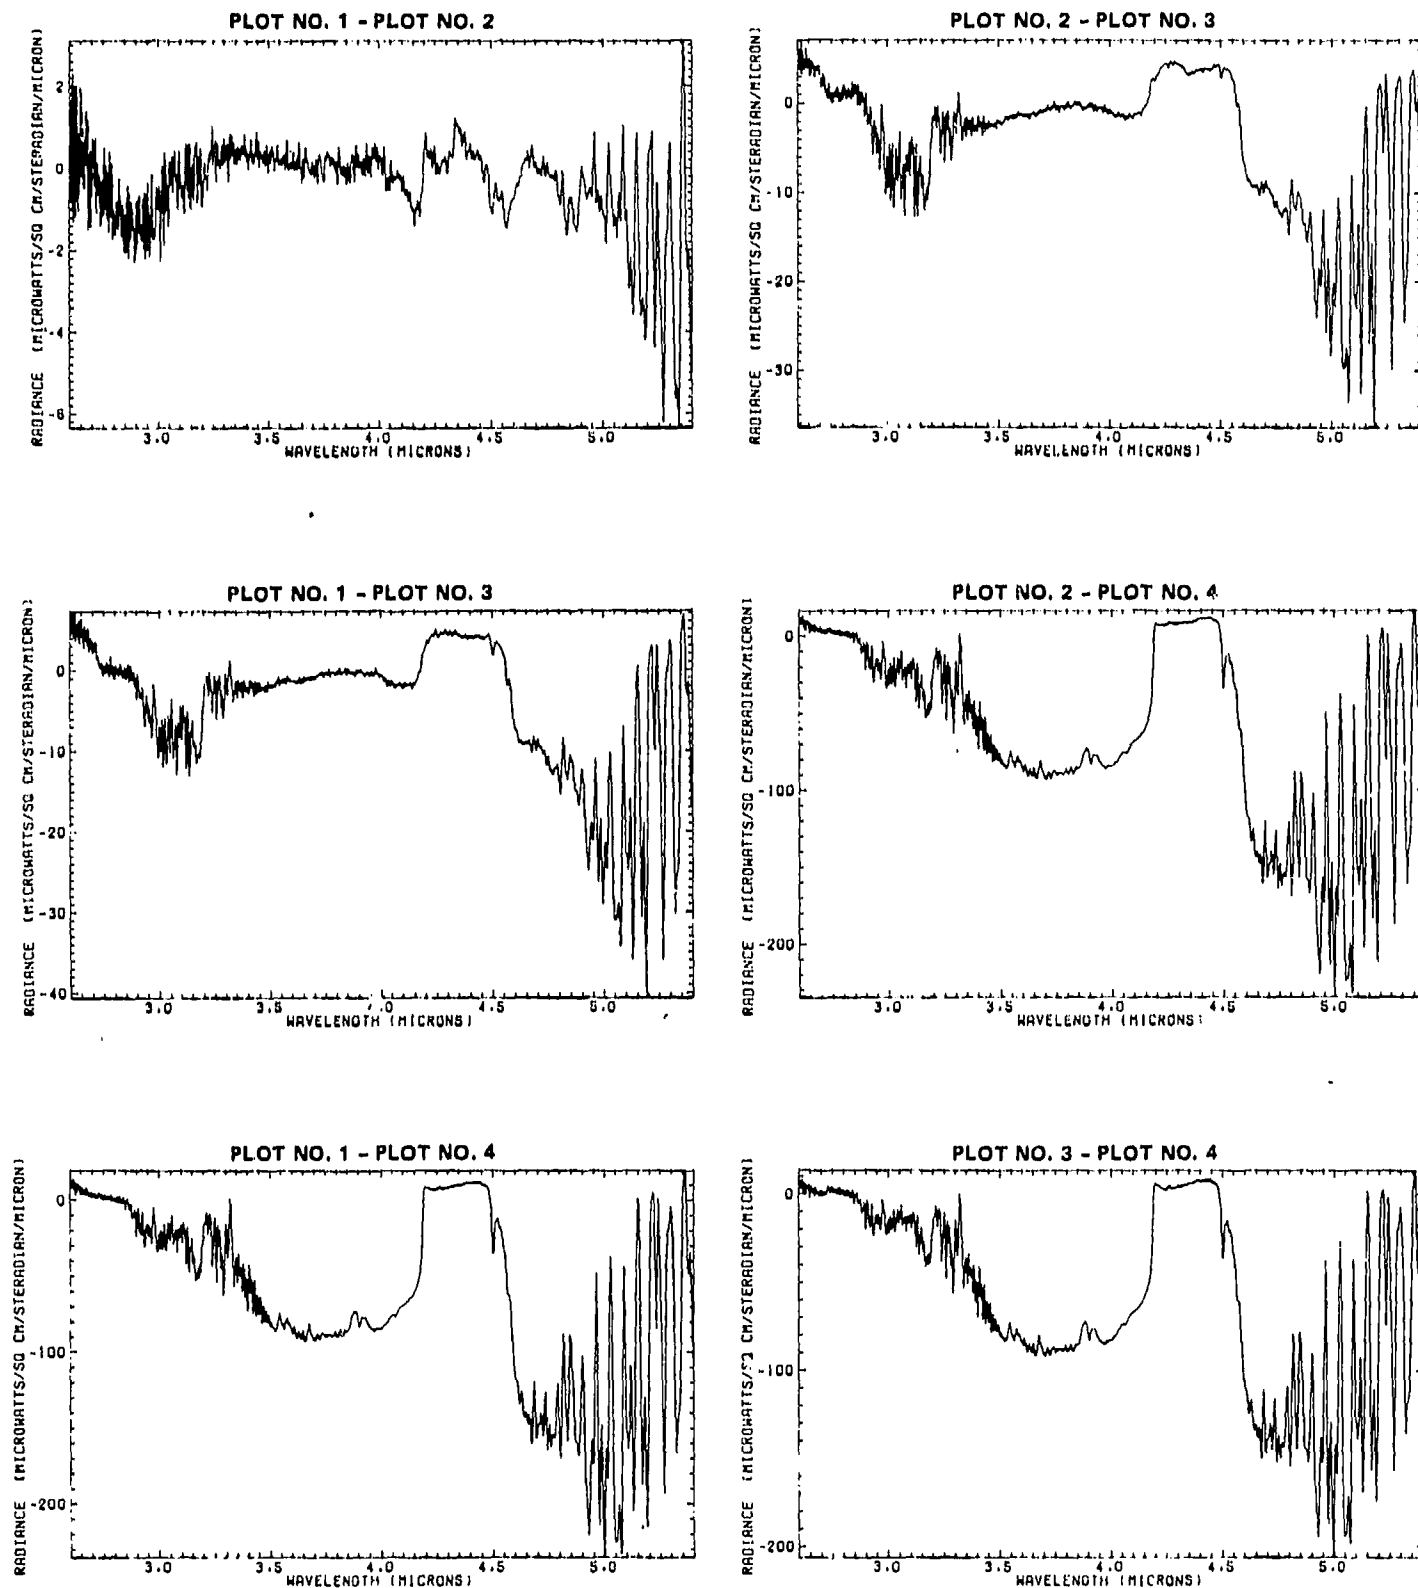 PLOT NO. 1 - PLOT NO. 2
RADIANCE (MICROWATTS/SQ CM/STERADIAN/MICRON)
2
0
-2
-4
-6
3.0 3.5 4.0 4.5 5.0
WAVELENGTH (MICRONS)
PLOT NO. 2 - PLOT NO. 3
RADIANCE (MICROWATTS/SQ CM/STERADIAN/MICRON)
0
-10
-20
-30
3.0 3.5 4.0 4.5 5.0
WAVELENGTH (MICRONS)
PLOT NO. 1 - PLOT NO. 3
RADIANCE (MICROWATTS/SQ CM/STERADIAN/MICRON)
0
-10
-20
-30
-40
3.0 3.5 4.0 4.5 5.0
WAVELENGTH (MICRONS)
PLOT NO. 2 - PLOT NO. 4
RADIANCE (MICROWATTS/SQ CM/STERADIAN/MICRON)
0
-100
-200
3.0 3.5 4.0 4.5 5.0
WAVELENGTH (MICRONS)
PLOT NO. 1 - PLOT NO. 4
RADIANCE (MICROWATTS/SQ CM/STERADIAN/MICRON)
0
-100
-200
3.0 3.5 4.0 4.5 5.0
WAVELENGTH (MICRONS)
PLOT NO. 3 - PLOT NO. 4
RADIANCE (MICROWATTS/SQ CM/STERADIAN/MICRON)
0
-100
-200
3.0 3.5 4.0 4.5 5.0
WAVELENGTH (MICRONS)